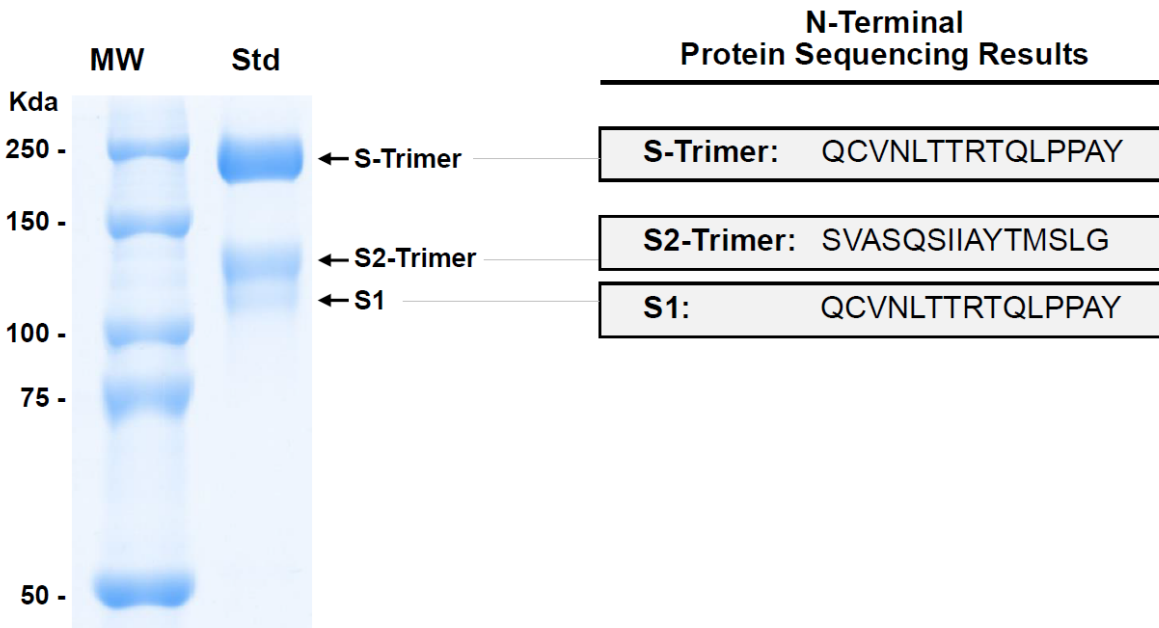 N-Terminal
Protein Sequencing Results
MW Std
Kda
250 -
150 -
100 -
75 -
50 -
S-Trimer
S2-Trimer
S1
S-Trimer: QCVNLTTRTQLPPAY
S2-Trimer: SVASQSIIAYTMSLG
S1: QCVNLTTRTQLPPAY